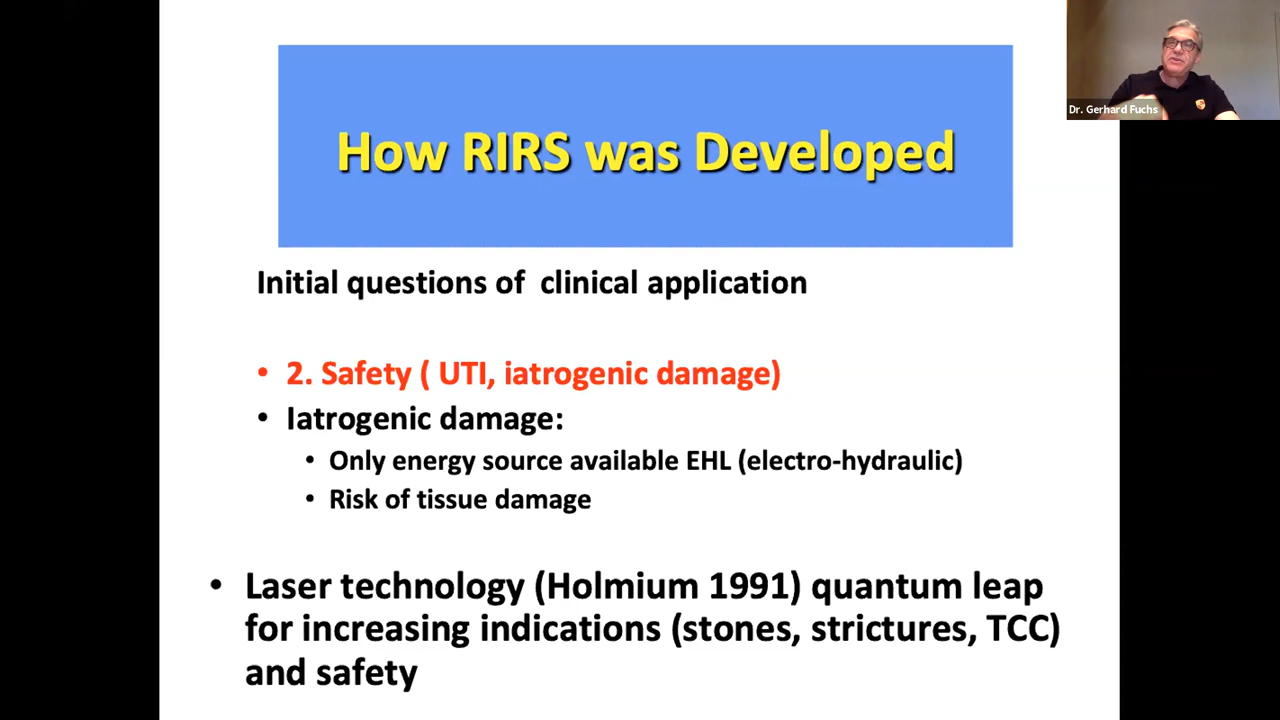 Dr. Gerhard Fuchs
How RIRS was Developed
Initial questions of clinical application
• 2. Safety ( UTI, iatrogenic damage)
• Iatrogenic damage:
• Only energy source available EHL (electro-hydraulic)
• Risk of tissue damage
• Laser technology (Holmium 1991) quantum leap
for increasing indications (stones, strictures, TCC)
and safety